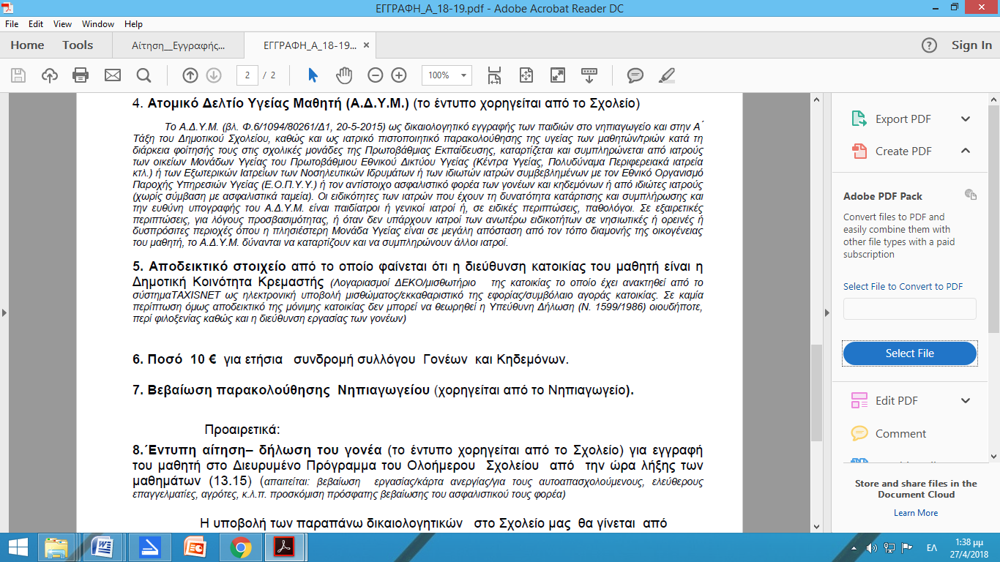 ΕΓΓΡΑΦΗ_Α_18-19.pdf - Adobe Acrobat Reader DC
File Edit View Window Help
Home Tools Αίτηση__Εγγραφής... ΕΓΓΡΑΦΗ_Α_18-19... × Sign In
2 / 2 100%
4. Ατομικό Δελτίο Υγείας Μαθητή (Α.Δ.Υ.Μ.) (το έντυπο χορηγείται από το Σχολείο)
Το Α.Δ.Υ.Μ. (βλ. Φ.6/1094/80261/Δ1, 20-5-2015) ως δικαιολογητικό εγγραφής των παιδιών στο νηπιαγωγείο και στην Α΄
Τάξη του Δημοτικού Σχολείου, καθώς και ως ιατρικό πιστοποιητικό παρακολούθησης της υγείας των μαθητών/τριών κατά τη
διάρκεια φοίτησής τους στις σχολικές μονάδες της Πρωτοβάθμιας Εκπαίδευσης, καταρτίζεται και συμπληρώνεται από ιατρούς
των οικείων Μονάδων Υγείας του Πρωτοβάθμιου Εθνικού Δικτύου Υγείας (Κέντρα Υγείας, Πολυδύναμα Περιφερειακά ιατρεία
κτλ.) ή των Εξωτερικών Ιατρείων των Νοσηλευτικών Ιδρυμάτων ή των ιδιωτών ιατρών συμβεβλημένων με τον Εθνικό Οργανισμό
Παροχής Υπηρεσιών Υγείας (Ε.Ο.Π.Υ.Υ.) ή τον αντίστοιχο ασφαλιστικό φορέα των γονέων και κηδεμόνων ή από ιδιώτες ιατρούς
(χωρίς σύμβαση με ασφαλιστικά ταμεία). Οι ειδικότητες των ιατρών που έχουν τη δυνατότητα κατάρτισης και συμπλήρωσης και
την ευθύνη υπογραφής του Α.Δ.Υ.Μ. είναι παιδίατροι ή γενικοί ιατροί ή, σε ειδικές περιπτώσεις, παθολόγοι. Σε εξαιρετικές
περιπτώσεις, για λόγους προσβασιμότητας, ή όταν δεν υπάρχουν ιατροί των ανωτέρω ειδικοτήτων σε νησιωτικές ή ορεινές ή
δυσπρόσιτες περιοχές όπου η πλησιέστερη Μονάδα Υγείας είναι σε μεγάλη απόσταση από τον τόπο διαμονής της οικογένειας
του μαθητή, το Α.Δ.Υ.Μ. δύνανται να καταρτίζουν και να συμπληρώνουν άλλοι ιατροί.
5. Αποδεικτικό στοιχείο από το οποίο φαίνεται ότι η διεύθυνση κατοικίας του μαθητή είναι η
Δημοτική Κοινότητα Κρεμαστής (Λογαριασμοί ΔΕΚΟ/μισθωτήριο της κατοικίας το οποίο έχει ανακτηθεί από το
σύστημαTAXISNET ως ηλεκτρονική υποβολή μισθώματος/εκκαθαριστικό της εφορίας/συμβόλαιο αγοράς κατοικίας. Σε καμία
περίπτωση όμως αποδεικτικό της μόνιμης κατοικίας δεν μπορεί να θεωρηθεί η Υπεύθυνη Δήλωση (Ν. 1599/1986) οιουδήποτε,
περί φιλοξενίας καθώς και η διεύθυνση εργασίας των γονέων)
6. Ποσό 10 € για ετήσια συνδρομή συλλόγου Γονέων και Κηδεμόνων.
7. Βεβαίωση παρακολούθησης Νηπιαγωγείου (χορηγείται από το Νηπιαγωγείο).
Προαιρετικά:
8.Έντυπη αίτηση– δήλωση του γονέα (το έντυπο χορηγείται από το Σχολείο) για εγγραφή
του μαθητή στο Διευρυμένο Πρόγραμμα του Ολοήμερου Σχολείου από την ώρα λήξης των
μαθημάτων (13.15) (απαιτείται: βεβαίωση εργασίας/κάρτα ανεργίας/για τους αυτοαπασχολούμενους, ελεύθερους
επαγγελματίες, αγρότες, κ.λ.π. προσκόμιση πρόσφατης βεβαίωσης του ασφαλιστικού τους φορέα)
Η υποβολή των παραπάνω δικαιολογητικών στο Σχολείο μας θα γίνεται από
Export PDF
Create PDF
Adobe PDF Pack
Convert files to PDF and
easily combine them with
other file types with a paid
subscription
Select File to Convert to PDF
Select File
Edit PDF
Comment
Store and share files in the
Document Cloud
Learn More
ΕΛ
1:38 μμ
27/4/2018